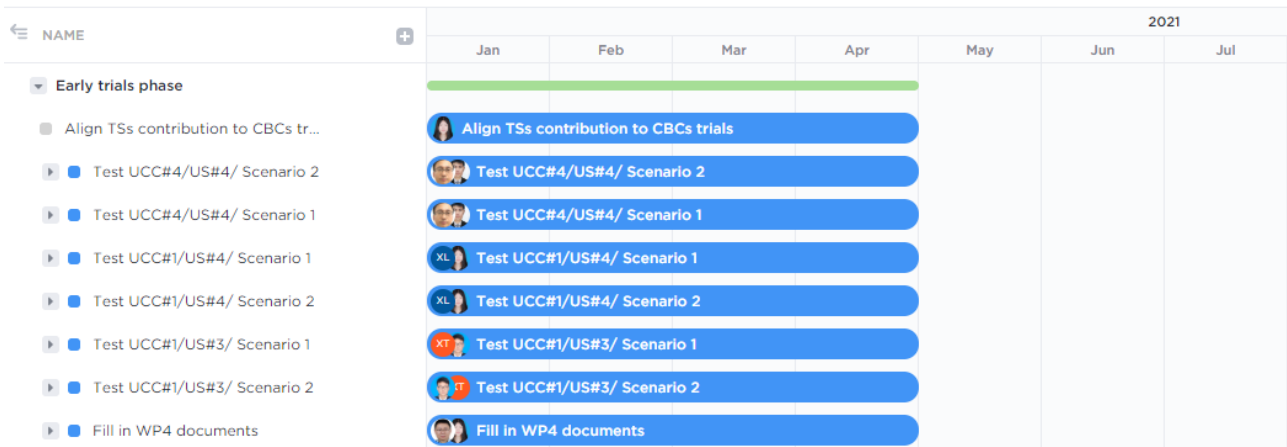 2021
NAME
Jan Feb Mar Apr May Jun Jul
Early trials phase
Align TSs contribution to CBCs tr... Align TSs contribution to CBCs trials
Test UCC#4/US#4/ Scenario 2 Test UCC#4/US#4/ Scenario 2
Test UCC#4/US#4/ Scenario 1 Test UCC#4/US#4/ Scenario 1
Test UCC#1/US#4/ Scenario 1 XL Test UCC#1/US#4/ Scenario 1
Test UCC#1/US#4/ Scenario 2 XL Test UCC#1/US#4/ Scenario 2
Test UCC#1/US#3/ Scenario 1 XT Test UCC#1/US#3/ Scenario 1
Test UCC#1/US#3/ Scenario 2 XT Test UCC#1/US#3/ Scenario 2
Fill in WP4 documents Fill in WP4 documents